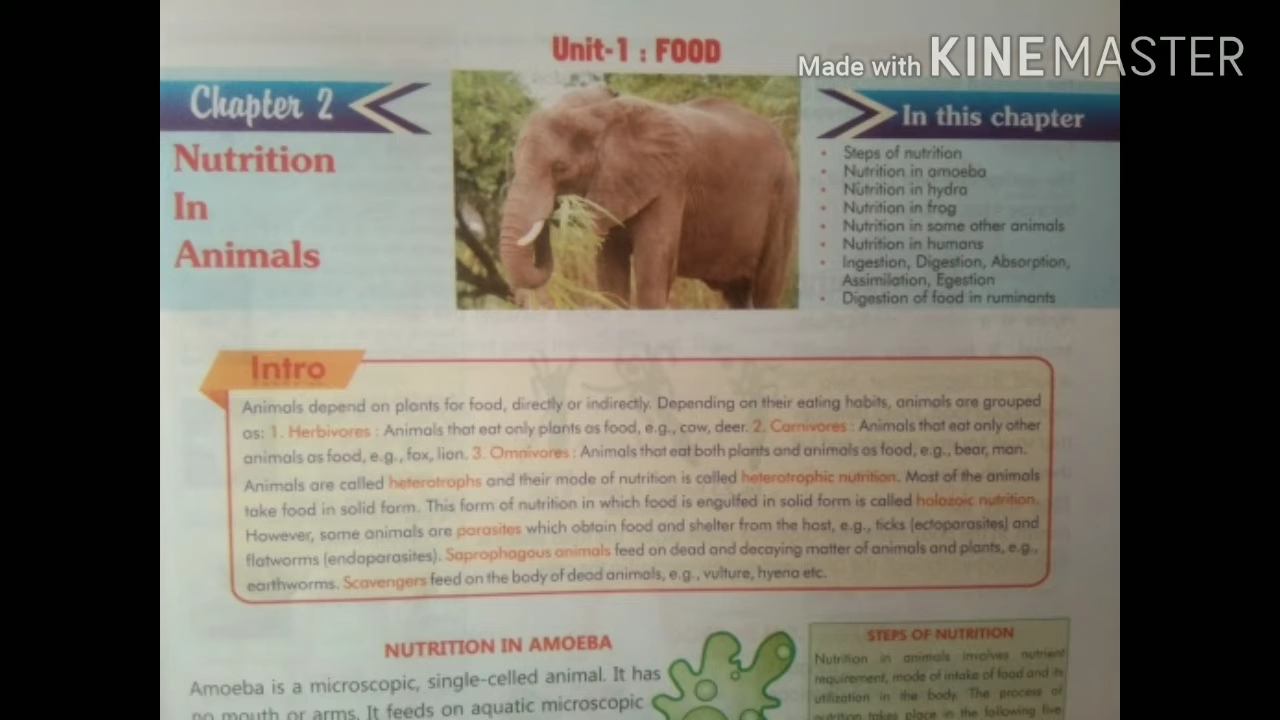 Unit-1 : FOOD
Made with KINEMASTER
Chapter 2
Nutrition
In
Animals
In this chapter
• Steps of nutrition
• Nutrition in amoeba
• Nutrition in hydra
• Nutrition in frog
• Nutrition in some other animals
• Nutrition in humans
• Ingestion, Digestion, Absorption,
Assimilation, Egestion
• Digestion of food in ruminants
Intro
Animals depend on plants for food, directly or indirectly. Depending on their eating habits, animals are grouped
as: 1. Herbivores : Animals that eat only plants as food, e.g., cow, deer. 2. Carnivores : Animals that eat only other
animals as food, e.g., fox, lion. 3. Omnivores : Animals that eat both plants and animals as food, e.g., bear, man.
Animals are called heterotrophs and their mode of nutrition is called heterotrophic nutrition. Most of the animals
take food in solid form. This form of nutrition in which food is engulfed in solid form is called holozoic nutrition.
However, some animals are parasites which obtain food and shelter from the host, e.g., ticks (ectoparasites) and
flatworms (endoparasites). Saprophagous animals feed on dead and decaying matter of animals and plants, e.g.,
earthworms. Scavengers feed on the body of dead animals, e.g., vulture, hyena etc.
NUTRITION IN AMOEBA
Amoeba is a microscopic, single-celled animal. It has
no mouth or arms. It feeds on aquatic microscopic
STEPS OF NUTRITION
Nutrition in animals involves nutrient
requirement, mode of intake of food and its
utilization in the body. The process of
nutrition takes place in the following five